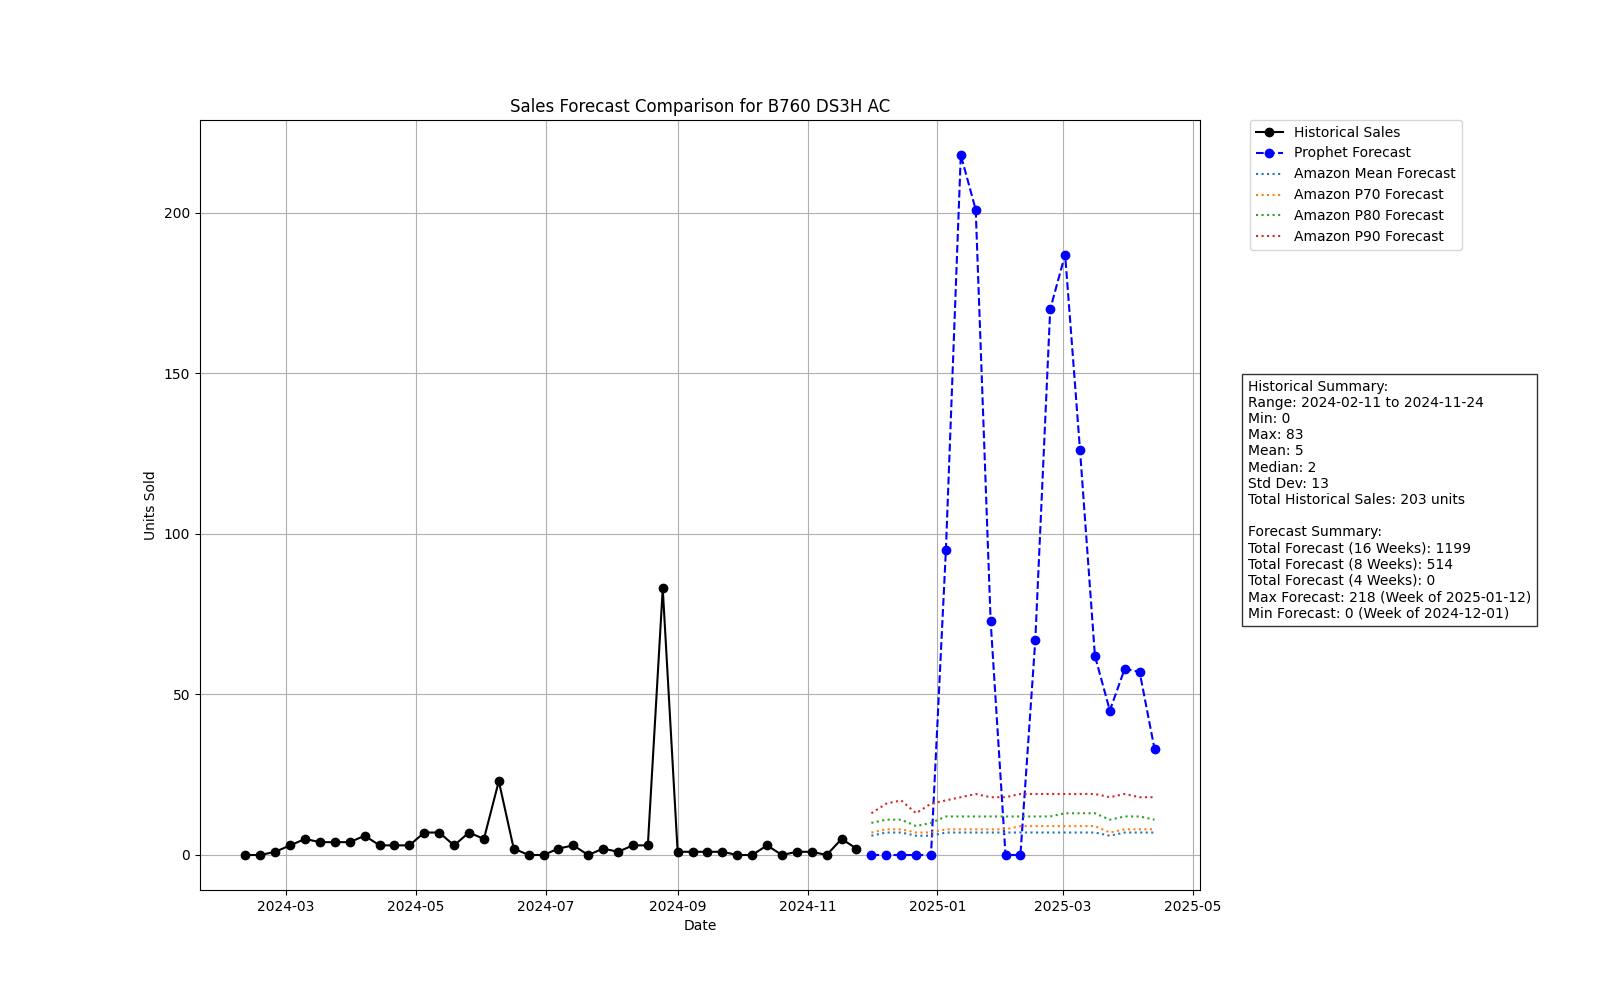 Sales Forecast Comparison for B760 DS3H AC
Historical Sales
Prophet Forecast
Amazon Mean Forecast
Amazon P70 Forecast
Amazon P80 Forecast
Amazon P90 Forecast
Units Sold
200
150
100
50
0
2024-03
2024-05
2024-07
2024-09
2024-11
2025-01
2025-03
2025-05
Date
Historical Summary:
Range: 2024-02-11 to 2024-11-24
Min: 0
Max: 83
Mean: 5
Median: 2
Std Dev: 13
Total Historical Sales: 203 units
Forecast Summary:
Total Forecast (16 Weeks): 1199
Total Forecast (8 Weeks): 514
Total Forecast (4 Weeks): 0
Max Forecast: 218 (Week of 2025-01-12)
Min Forecast: 0 (Week of 2024-12-01)